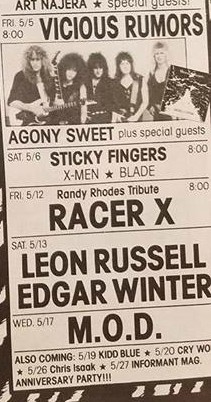 ART NAJERA ★ special guests!
FRI. 5/5
8:00
VICIOUS RUMORS
AGONY SWEET plus special guests
SAT. 5/6 STICKY FINGERS 8:00
X-MEN ★ BLADE
FRI. 5/12 Randy Rhodes Tribute 8:00
RACER X
SAT. 5/13
LEON RUSSELL
EDGAR WINTER
WED. 5/17
M.O.D.
ALSO COMING: 5/19 KIDD BLUE ★ 5/20 CRY WO
★ 5/26 Chris Isaak ★ 5/27 INFORMANT MAG.
ANNIVERSARY PARTY!!!